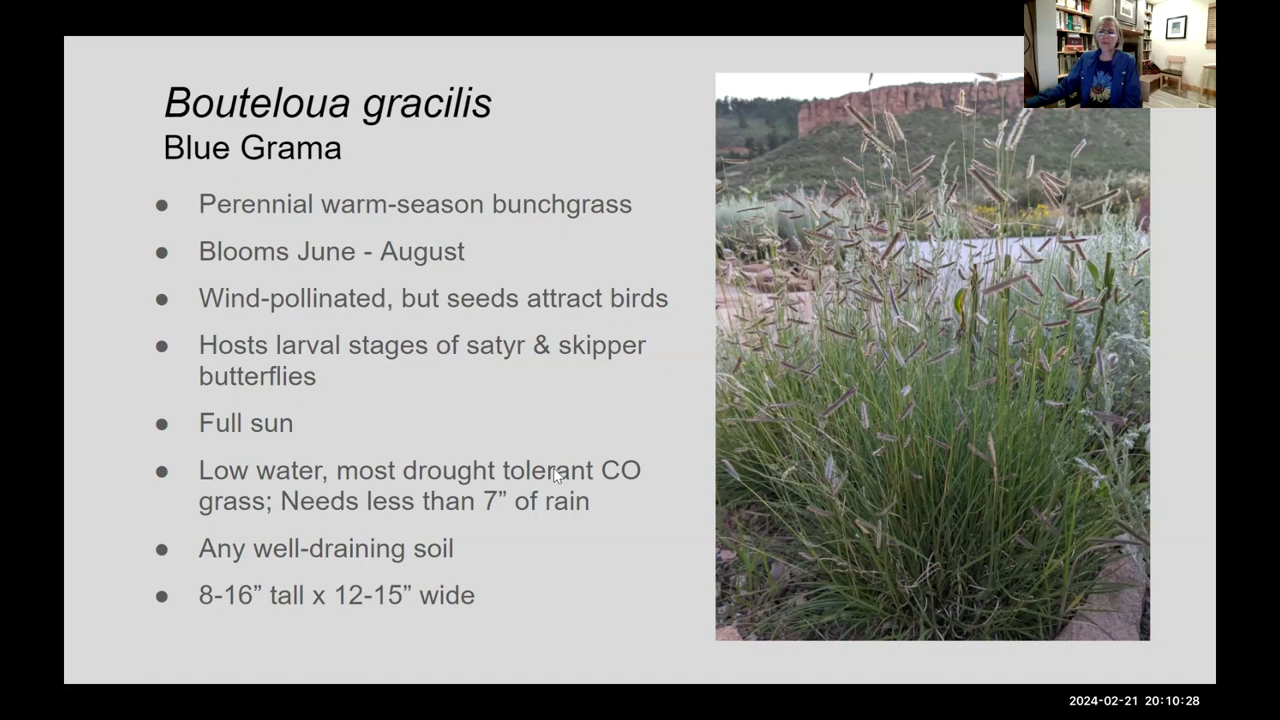 Bouteloua gracilis
Blue Grama
● Perennial warm-season bunchgrass
● Blooms June - August
● Wind-pollinated, but seeds attract birds
● Hosts larval stages of satyr & skipper
butterflies
● Full sun
● Low water, most drought tolerant CO
grass; Needs less than 7” of rain
● Any well-draining soil
● 8-16” tall x 12-15” wide
2024-02-21 20:10:28